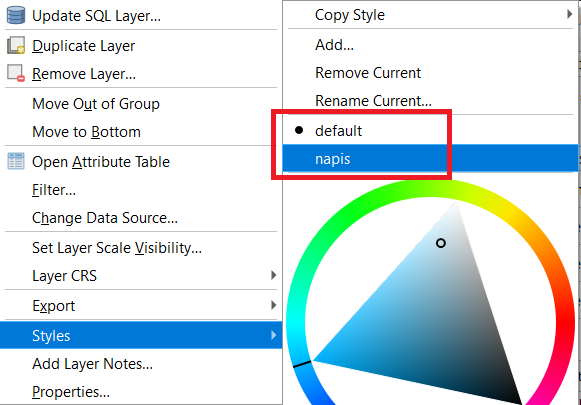 Update SQL Layer...
Duplicate Layer
Remove Layer...
Move Out of Group
Move to Bottom
Open Attribute Table
Filter...
Change Data Source...
Set Layer Scale Visibility...
Layer CRS
Export
Styles
Add Layer Notes...
Properties...
Copy Style
Add...
Remove Current
Rename Current...
default
napis